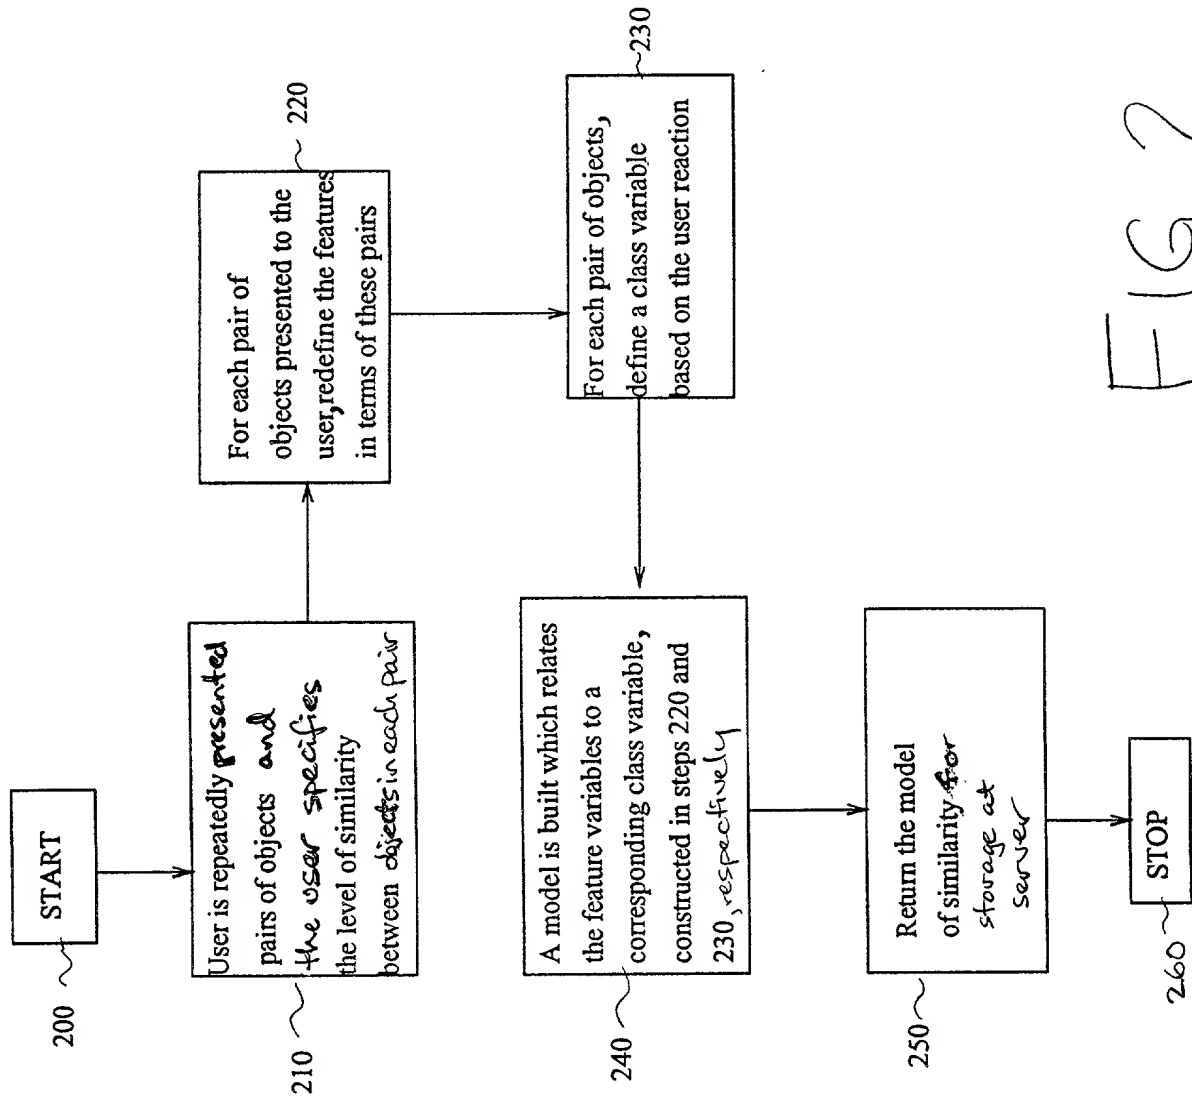 START
200
User is repeatedly presented
pairs of objects and
the user specifies
the level of similarity
between objects in each pair
210
For each pair of
objects presented to the
user,redefine the features
in terms of these pairs
220
For each pair of objects,
define a class variable
based on the user reaction
230
A model is built which relates
the feature variables to a
corresponding class variable,
constructed in steps 220 and
230, respectively
240
Return the model
of similarity for
storage at
server
250
STOP
260
FIG 2